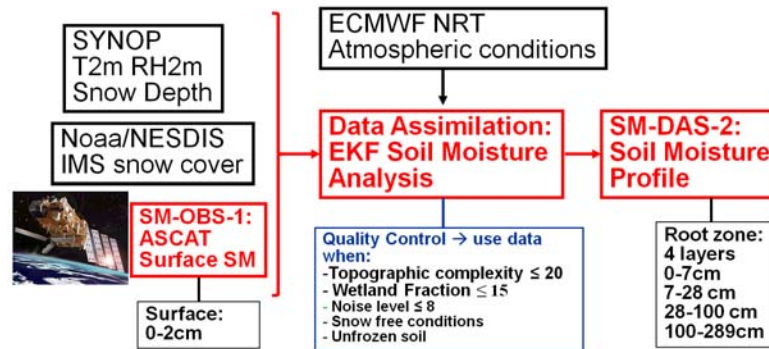 SYNOP
T2m RH2m
Snow Depth
Noaa/NESDIS
IMS snow cover
SM-OBS-1:
ASCAT
Surface SM
Surface:
0-2cm
ECMWF NRT
Atmospheric conditions
Data Assimilation:
EKF Soil Moisture
Analysis
Quality Control → use data
when:
-Topographic complexity ≤ 20
- Wetland Fraction ≤ 15
- Noise level ≤ 8
- Snow free conditions
- Unfrozen soil
SM-DAS-2:
Soil Moisture
Profile
Root zone:
4 layers
0-7cm
7-28 cm
28-100 cm
100-289cm